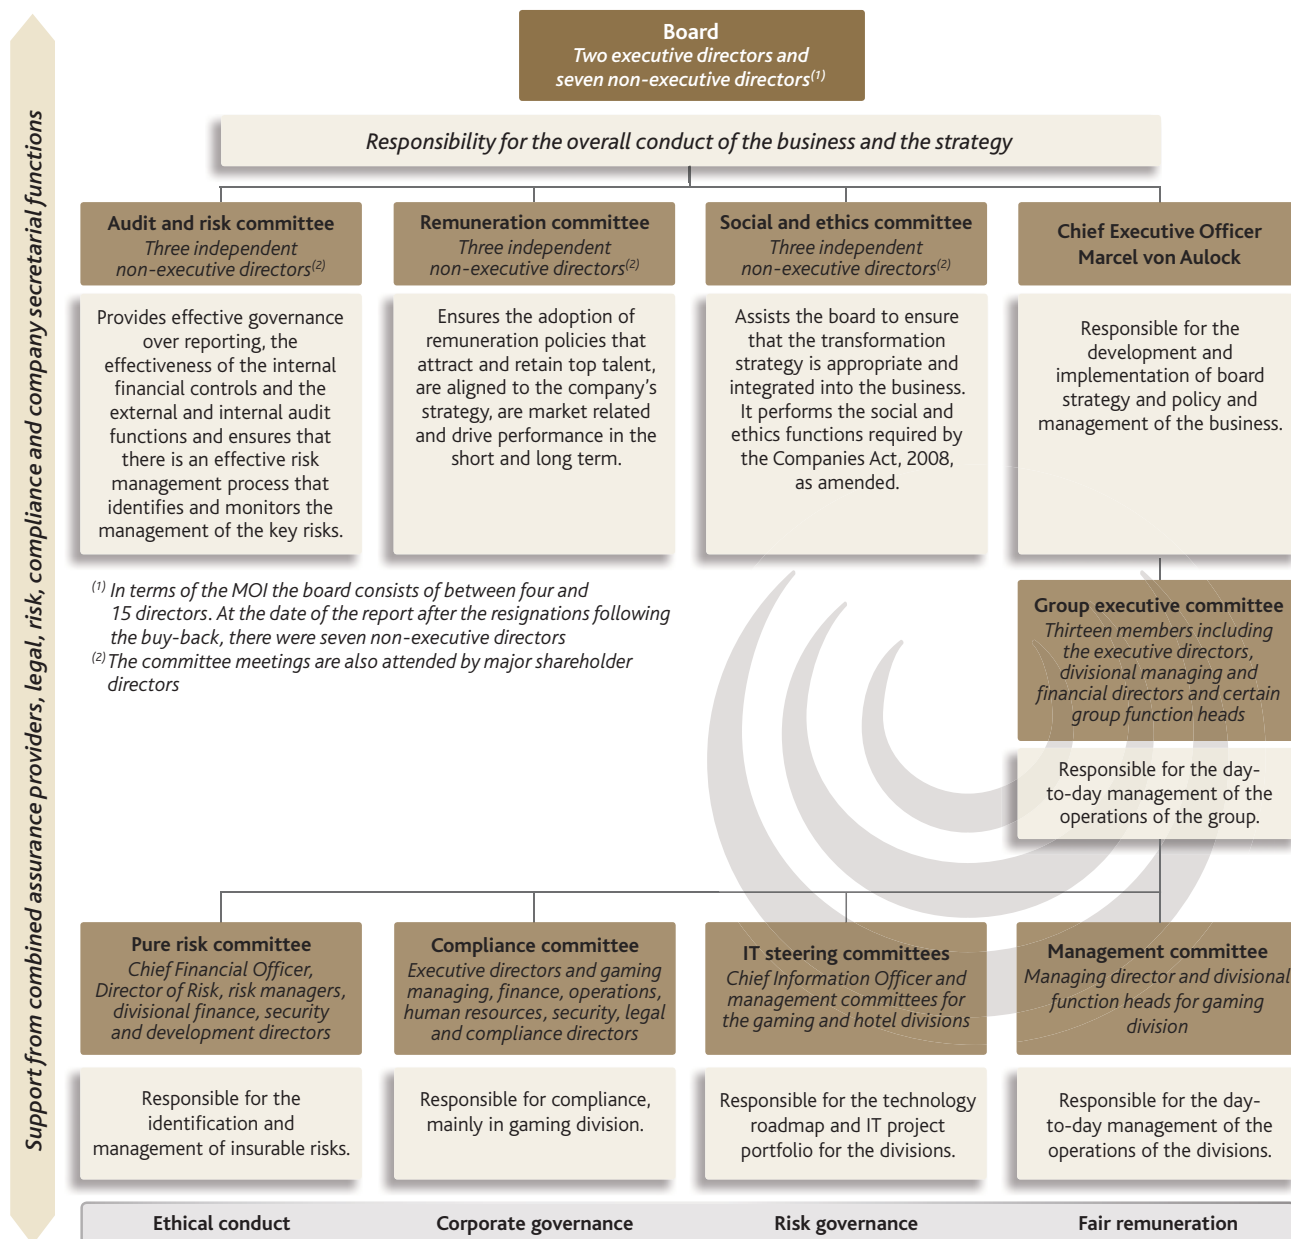 Support from combined assurance providers, legal, risk, compliance and company secretarial functions
Board
Two executive directors and
seven non-executive directors(1)
Responsibility for the overall conduct of the business and the strategy
Audit and risk committee
Three independent
non-executive directors(2)
Provides effective governance
over reporting, the
effectiveness of the internal
financial controls and the
external and internal audit
functions and ensures that
there is an effective risk
management process that
identifies and monitors the
management of the key risks.
Remuneration committee
Three independent
non-executive directors(2)
Ensures the adoption of
remuneration policies that
attract and retain top talent,
are aligned to the company’s
strategy, are market related
and drive performance in the
short and long term.
Social and ethics committee
Three independent
non-executive directors(2)
Assists the board to ensure
that the transformation
strategy is appropriate and
integrated into the business.
It performs the social and
ethics functions required by
the Companies Act, 2008,
as amended.
Chief Executive Officer
Marcel von Aulock
Responsible for the
development and
implementation of board
strategy and policy and
management of the business.
(1) In terms of the MOI the board consists of between four and
15 directors. At the date of the report after the resignations following
the buy-back, there were seven non-executive directors
(2) The committee meetings are also attended by major shareholder
directors
Group executive committee
Thirteen members including
the executive directors,
divisional managing and
financial directors and certain
group function heads
Responsible for the day-
to-day management of the
operations of the group.
Pure risk committee
Chief Financial Officer,
Director of Risk, risk managers,
divisional finance, security
and development directors
Responsible for the
identification and
management of insurable risks.
Compliance committee
Executive directors and gaming
managing, finance, operations,
human resources, security, legal
and compliance directors
Responsible for compliance,
mainly in gaming division.
IT steering committees
Chief Information Officer and
management committees for
the gaming and hotel divisions
Responsible for the technology
roadmap and IT project
portfolio for the divisions.
Management committee
Managing director and divisional
function heads for gaming
division
Responsible for the day-
to-day management of the
operations of the divisions.
Ethical conduct
Corporate governance
Risk governance
Fair remuneration